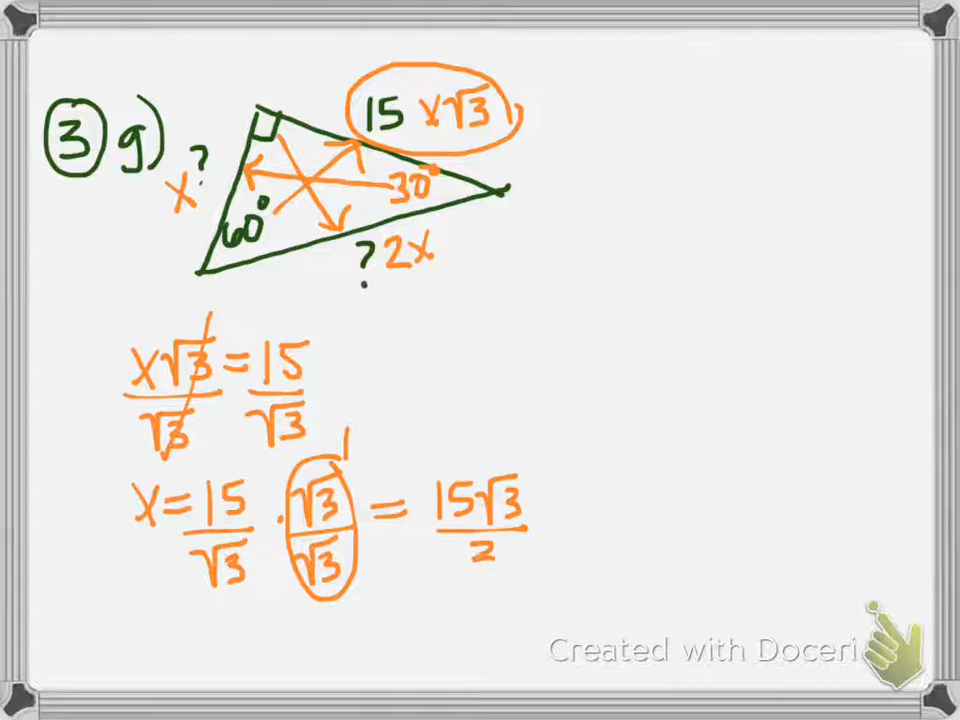 3 g)
15 x√3
?
x
30°
60°
? 2x
x√3 = 15
√3 √3
x = 15 · √3 = 15√3
√3 √3 2
1
Created with Doceri